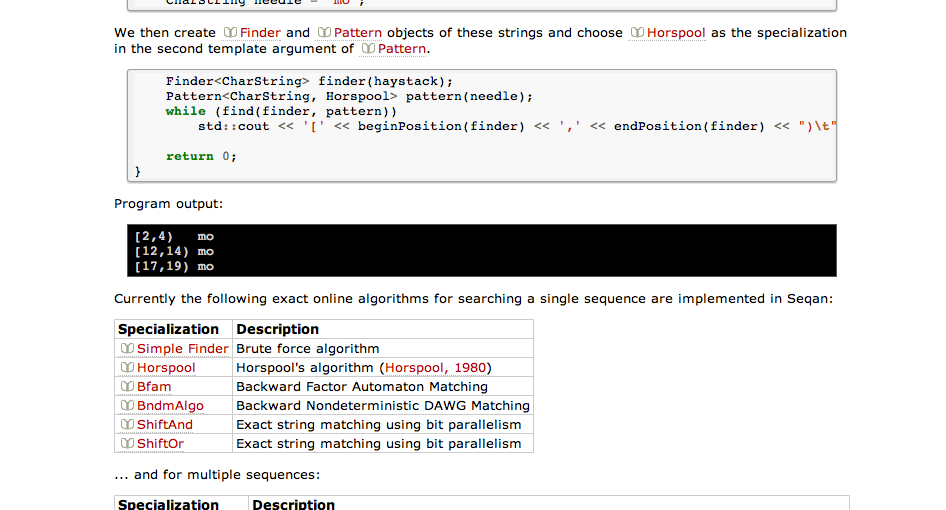 CharString needle = "mo";
We then create Finder and Pattern objects of these strings and choose Horspool as the specialization
in the second template argument of Pattern.
Finder<CharString> finder(haystack);
Pattern<CharString, Horspool> pattern(needle);
while (find(finder, pattern))
std::cout << '[' << beginPosition(finder) << ',' << endPosition(finder) << ")\t"
return 0;
}
Program output:
[2,4) mo
[12,14) mo
[17,19) mo
Currently the following exact online algorithms for searching a single sequence are implemented in Seqan:
Specialization Description
Simple Finder Brute force algorithm
Horspool Horspool's algorithm (Horspool, 1980)
Bfam Backward Factor Automaton Matching
BndmAlgo Backward Nondeterministic DAWG Matching
ShiftAnd Exact string matching using bit parallelism
ShiftOr Exact string matching using bit parallelism
... and for multiple sequences:
Specialization Description